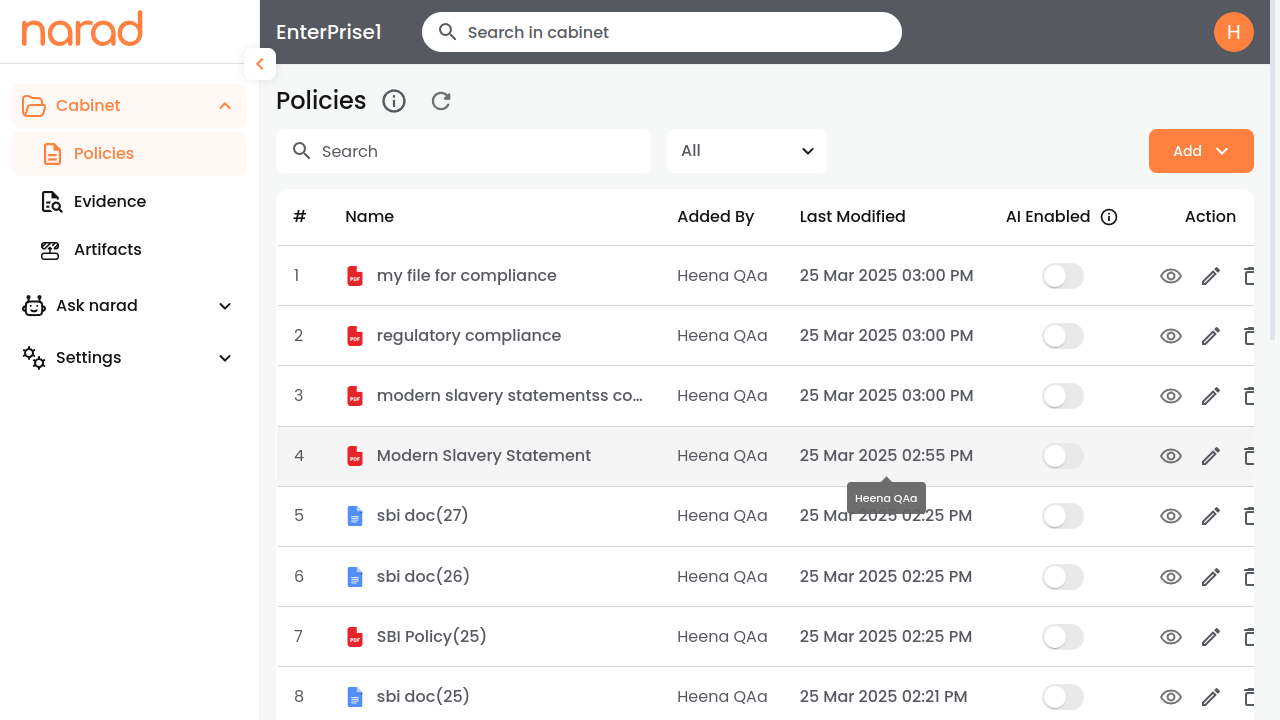 narad
EnterPrise1
Search in cabinet
H
Cabinet
Policies
Evidence
Artifacts
Ask narad
Settings
Policies
Search
All
Add
# Name Added By Last Modified AI Enabled Action
1 PDF my file for compliance Heena QAa 25 Mar 2025 03:00 PM
2 PDF regulatory compliance Heena QAa 25 Mar 2025 03:00 PM
3 PDF modern slavery statementss co... Heena QAa 25 Mar 2025 03:00 PM
4 PDF Modern Slavery Statement Heena QAa 25 Mar 2025 02:55 PM
Heena QAa
5 sbi doc(27) Heena QAa 25 Mar 2025 02:25 PM
6 sbi doc(26) Heena QAa 25 Mar 2025 02:25 PM
7 PDF SBI Policy(25) Heena QAa 25 Mar 2025 02:25 PM
8 sbi doc(25) Heena QAa 25 Mar 2025 02:21 PM